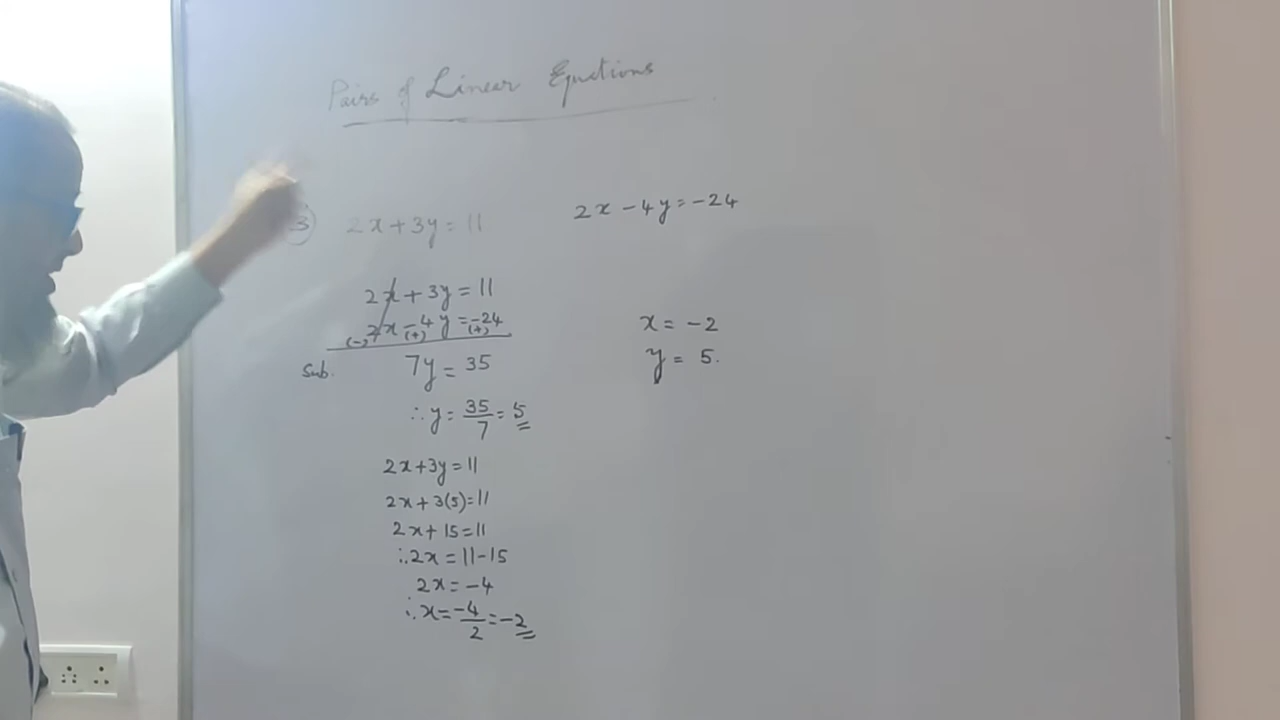 Pairs of Linear Equations
3 2x + 3y = 11 2x - 4y = -24
2x + 3y = 11
2x - 4y = -24
(-) (+) (+)
Sub. 7y = 35
∴ y = 35/7 = 5
2x + 3y = 11
2x + 3(5) = 11
2x + 15 = 11
∴ 2x = 11 - 15
2x = -4
∴ x = -4/2 = -2
x = -2
y = 5.